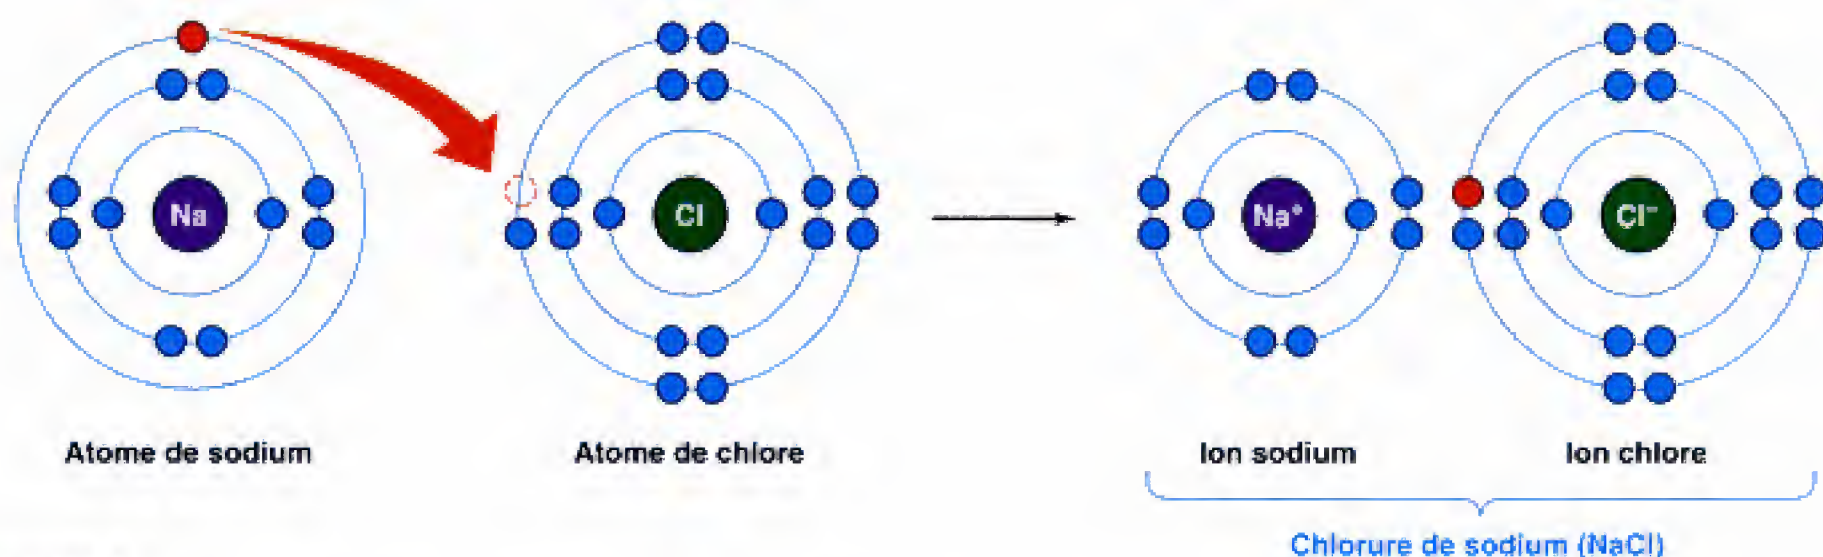 Na
Cl
Na⁺
Cl⁻
Atome de sodium
Atome de chlore
Ion sodium
Ion chlore
Chlorure de sodium (NaCl)